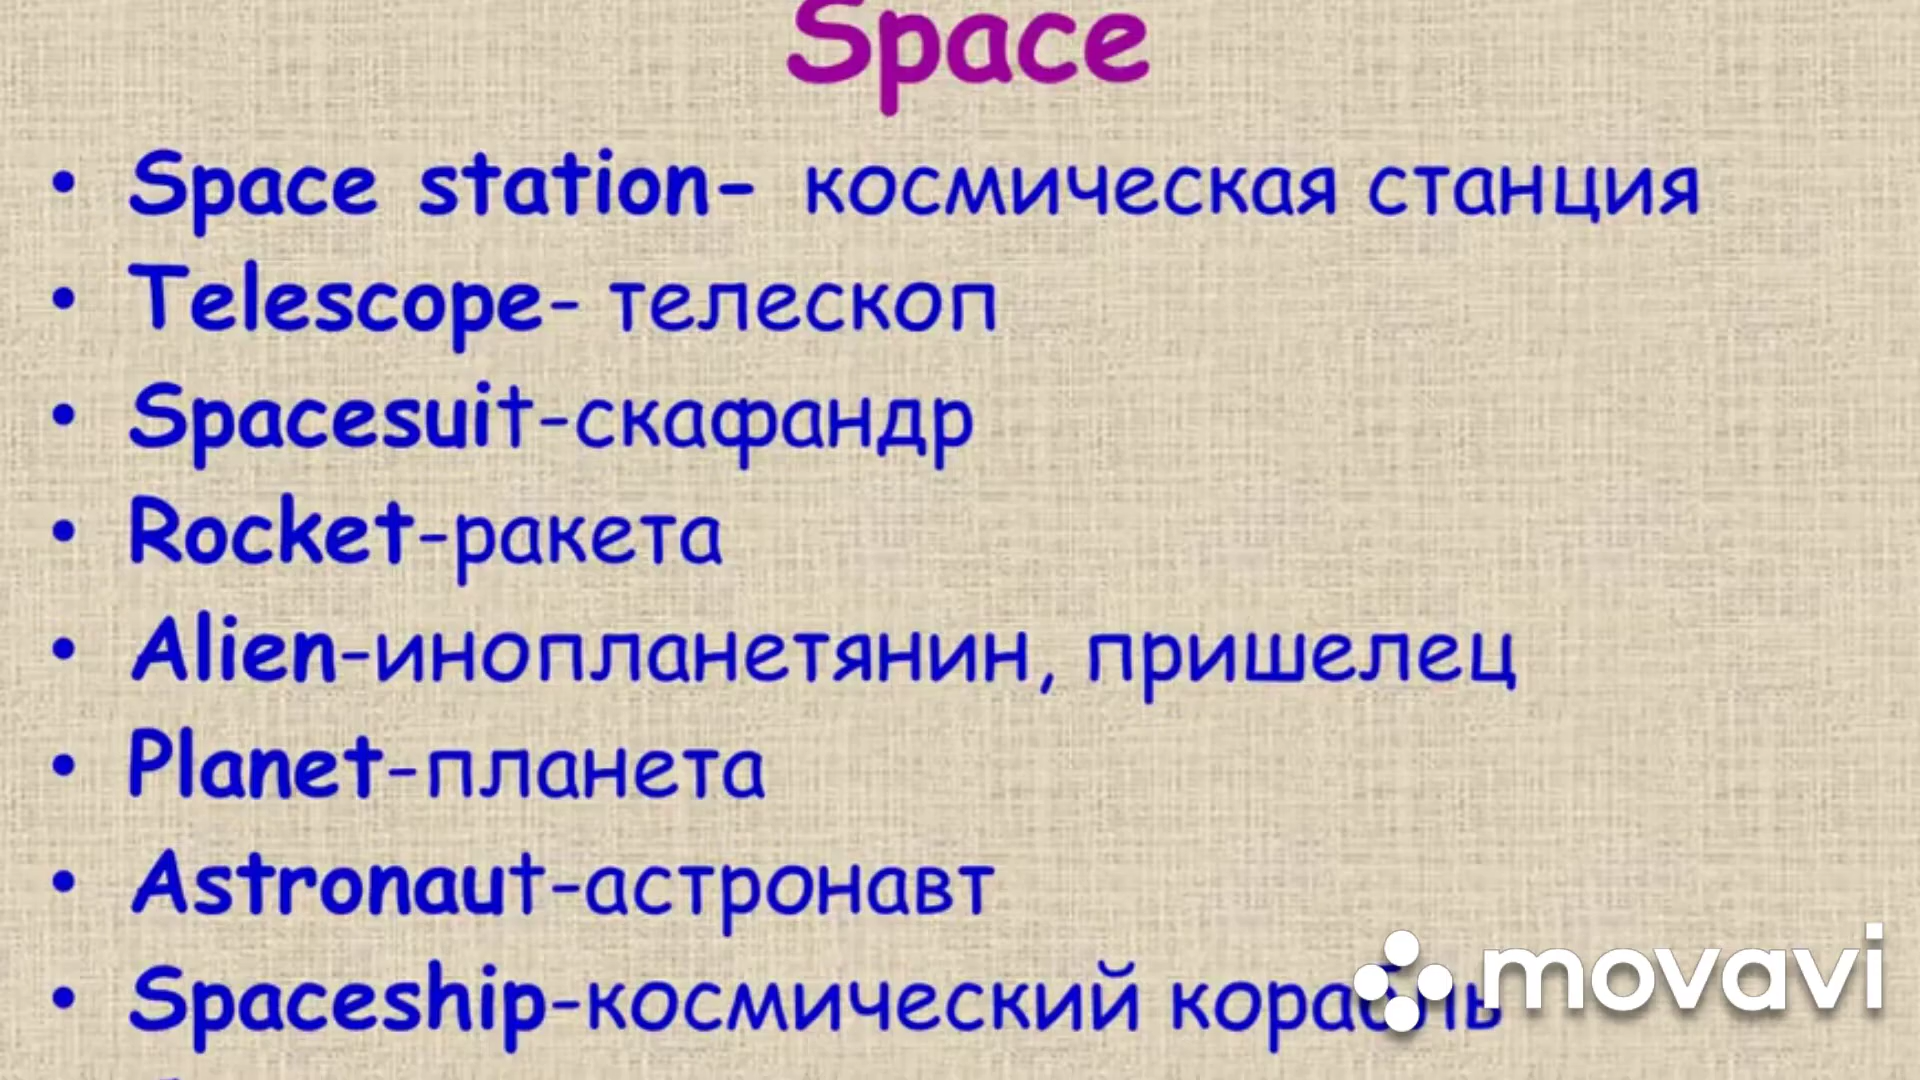 Space
• Space station- космическая станция
• Telescope- телескоп
• Spacesuit-скафандр
• Rocket-ракета
• Alien-инопланетянин, пришелец
• Planet-планета
• Astronaut-астронавт
• Spaceship-космический корабль
movavi